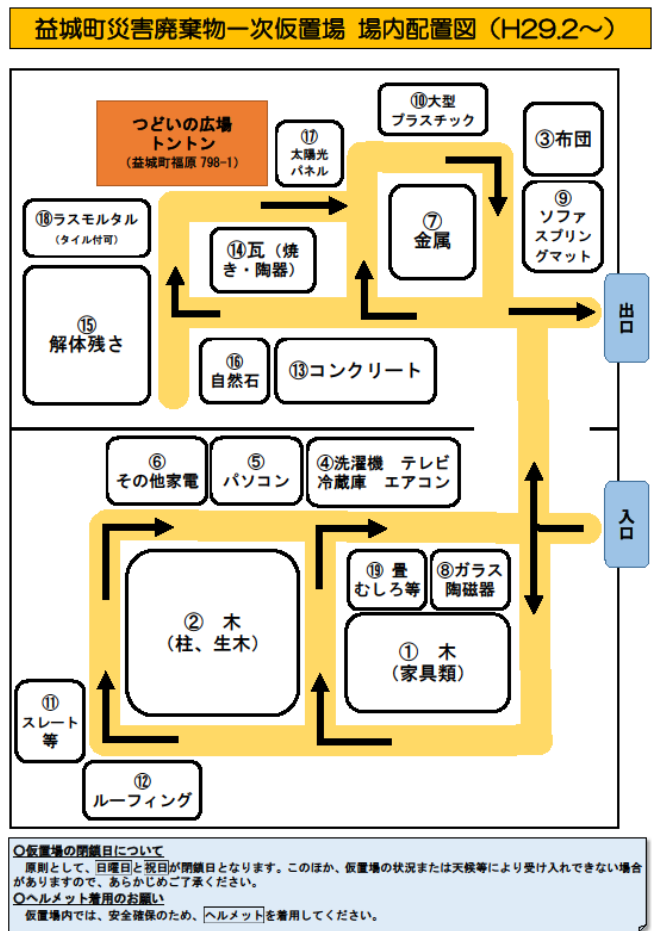 益城町災害廃棄物一次仮置場 場内配置図（H29.2～）
つどいの広場
トントン
（益城町福原 798-1）
⑰
太陽光
パネル
⑩大型
プラスチック
③布団
⑱ラスモルタル
（タイル付可）
⑭瓦（焼
き・陶器）
⑦
金属
⑨
ソファ
スプリン
グマット
⑮
解体残さ
⑯
自然石
⑬コンクリート
出口
⑥
その他家電
⑤
パソコン
④洗濯機　テレビ
冷蔵庫　エアコン
入口
②　木
（柱、生木）
⑲ 畳
むしろ等
⑧ガラス
陶磁器
①　木
（家具類）
⑪
スレート
等
⑫
ルーフィング
〇仮置場の閉鎖日について
原則として、日曜日と祝日が閉鎖日となります。このほか、仮置場の状況または天候等により受け入れできない場合
がありますので、あらかじめご了承ください。
〇ヘルメット着用のお願い
仮置場内では、安全確保のため、ヘルメットを着用してください。